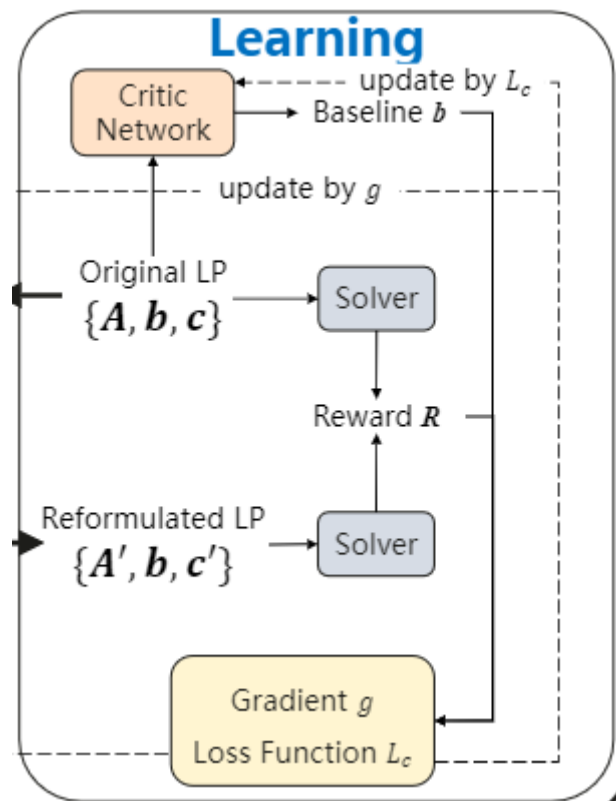 Learning
update by L_c
Critic
Network
Baseline b
update by g
Original LP
{A, b, c}
Solver
Reward R
Reformulated LP
{A′, b, c′}
Solver
Gradient g
Loss Function L_c